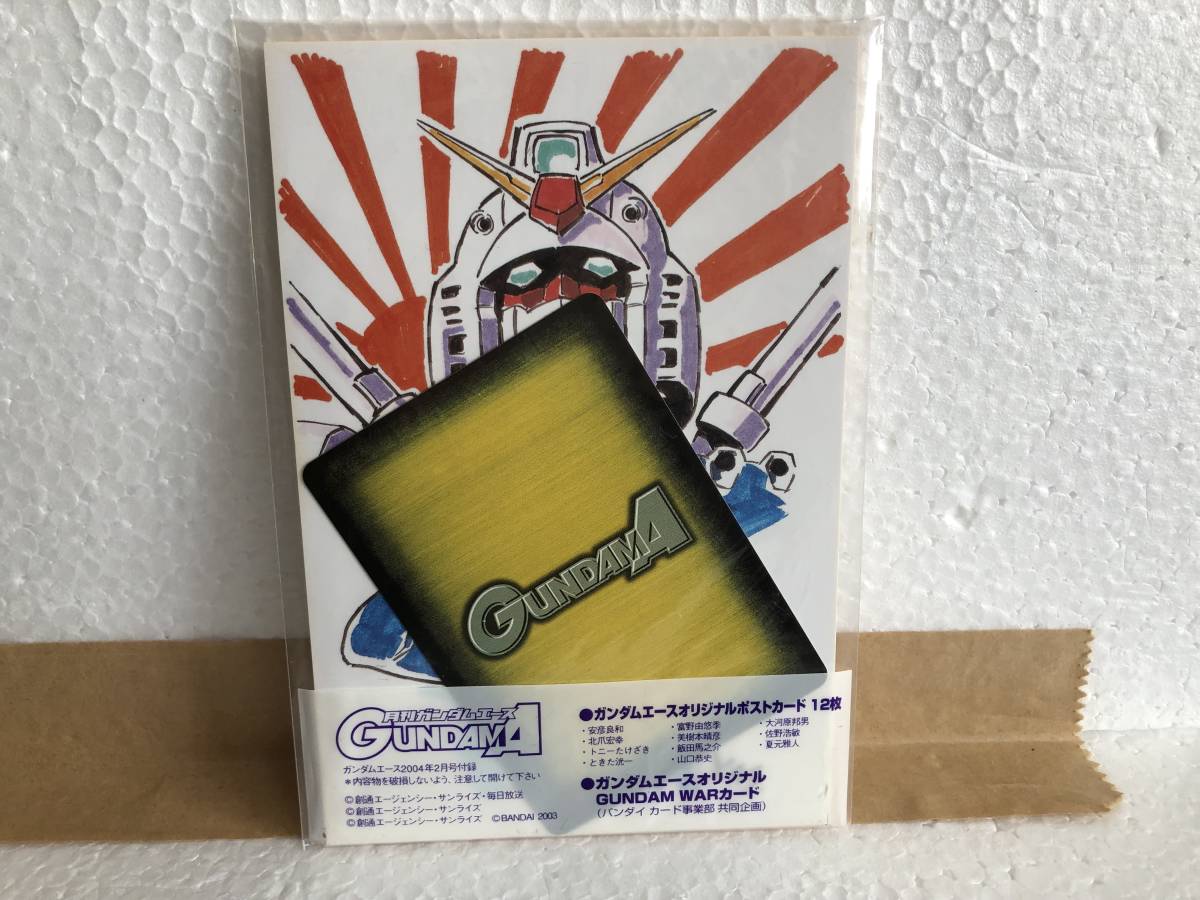 GUNDAMA
月刊ガンダムエース
GUNDAMA
ガンダムエース2004年2月号付録
*内容物を破損しないよう、注意して開けて下さい
©創通エージェンシー・サンライズ・毎日放送
©創通エージェンシー・サンライズ
©創通エージェンシー・サンライズ ©BANDAI 2003
●ガンダムエースオリジナルポストカード 12枚
・安彦良和 ・富野由悠季 ・大河原邦男
・北爪宏幸 ・美樹本晴彦 ・佐野浩敏
・トニーたけざき ・飯田馬之介 ・夏元雅人
・ときた洸一 ・山口恭史
●ガンダムエースオリジナル
GUNDAM WARカード
(バンダイ カード事業部 共同企画)